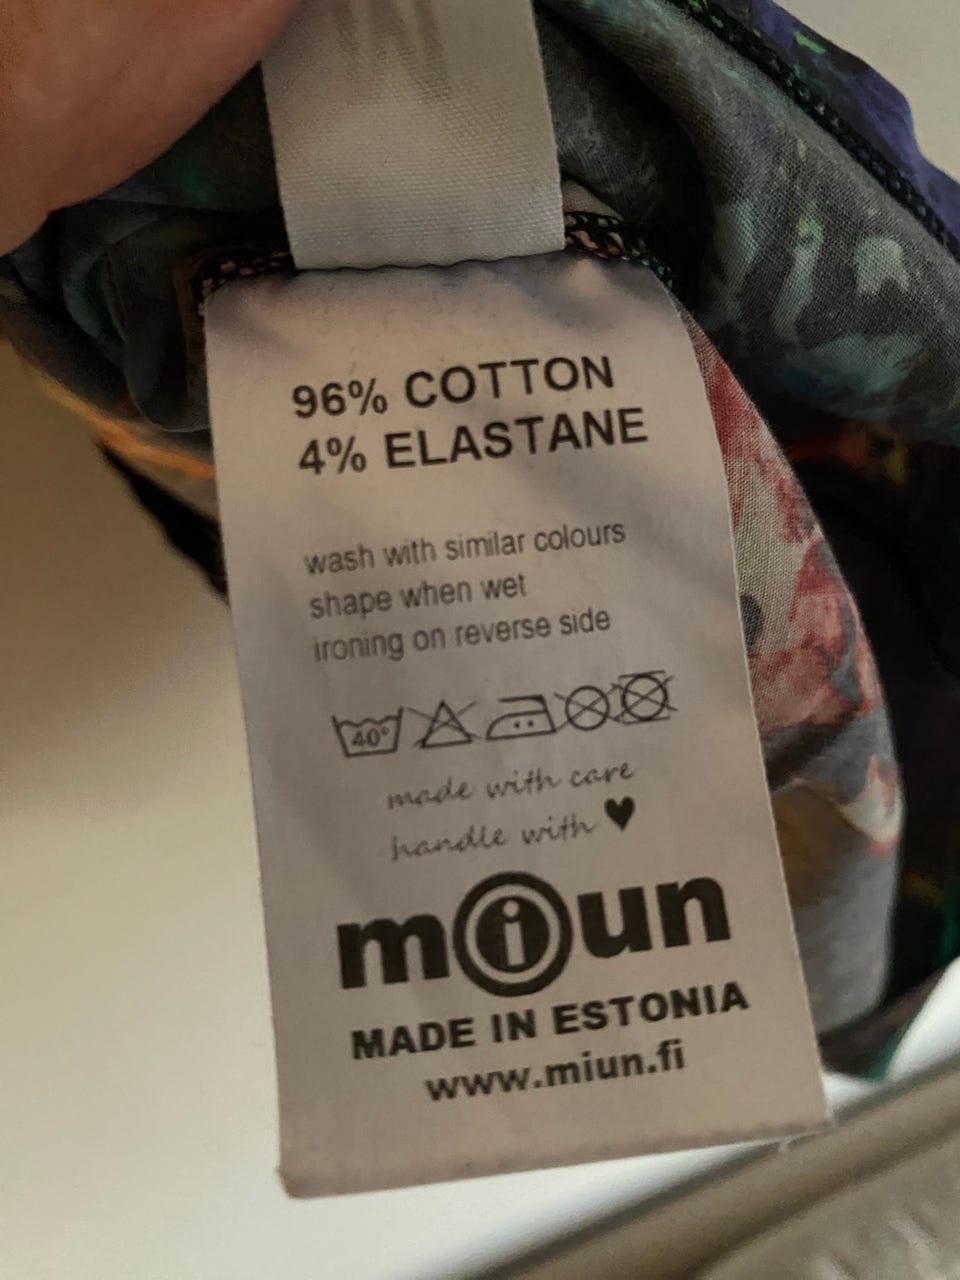 96% COTTON
4% ELASTANE
wash with similar colours
shape when wet
ironing on reverse side
40°
made with care
handle with ♥
miun
MADE IN ESTONIA
www.miun.fi